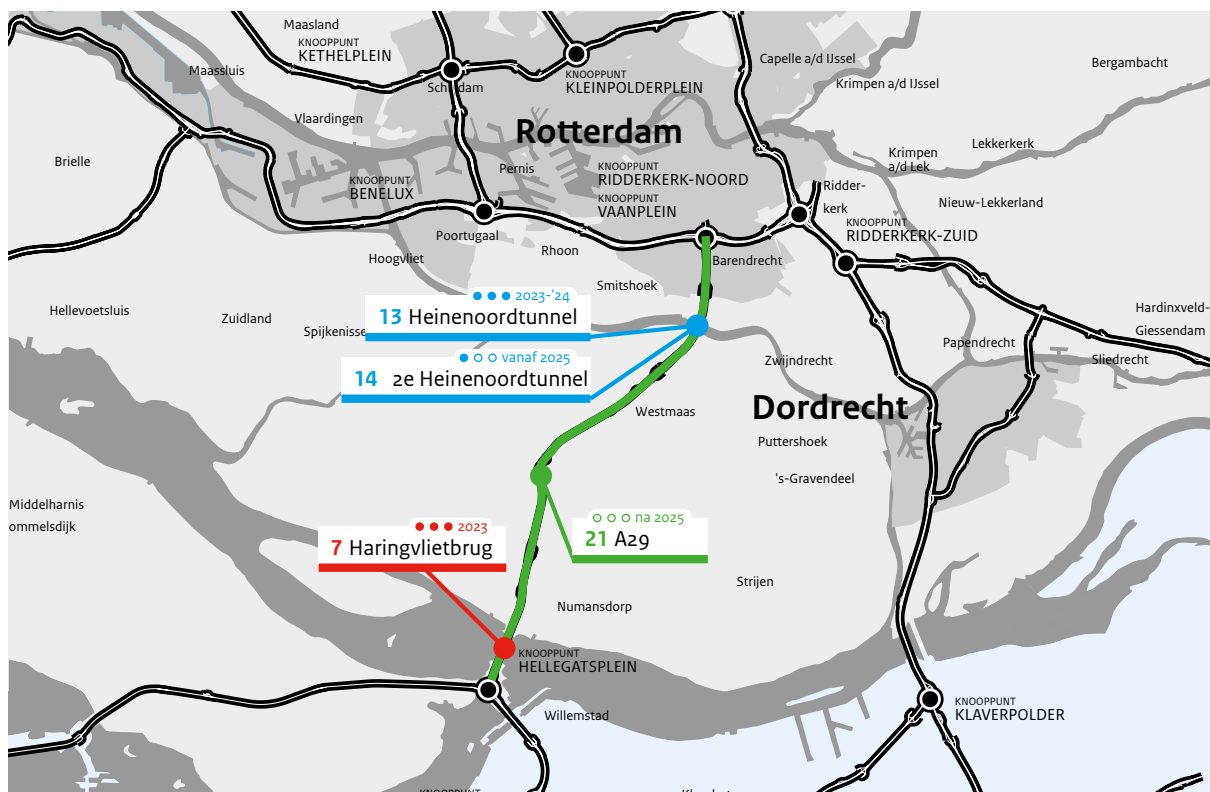 Maasland
KNOOPPUNT
KETHELPLEIN
Capelle a/d IJssel
Bergambacht
Maassluis
KNOOPPUNT
KLEINPOLDERPLEIN
Krimpen a/d IJssel
Schiedam
Vlaardingen
Rotterdam
Lekkerkerk
Krimpen
a/d Lek
Brielle
Pernis
KNOOPPUNT
RIDDERKERK-NOORD
KNOOPPUNT
BENELUX
Ridder-
kerk
KNOOPPUNT
VAANPLEIN
Nieuw-Lekkerland
KNOOPPUNT
RIDDERKERK-ZUID
Poortugaal
Rhoon
Hoogvliet
Barendrecht
Smitshoek
2023-'24
13 Heinenoordtunnel
Hellevoetsluis
Zuidland
Spijkenisse
Hardinxveld-
Giessendam
Papendrecht
Sliedrecht
Zwijndrecht
vanaf 2025
14 2e Heinenoordtunnel
Westmaas
Dordrecht
Puttershoek
's-Gravendeel
Middelharnis
ommelsdijk
2023
7 Haringvlietbrug
na 2025
21 A29
Strijen
Numansdorp
KNOOPPUNT
HELLEGATSPLEIN
Willemstad
KNOOPPUNT
KLAVERPOLDER
KNOOPPUNT